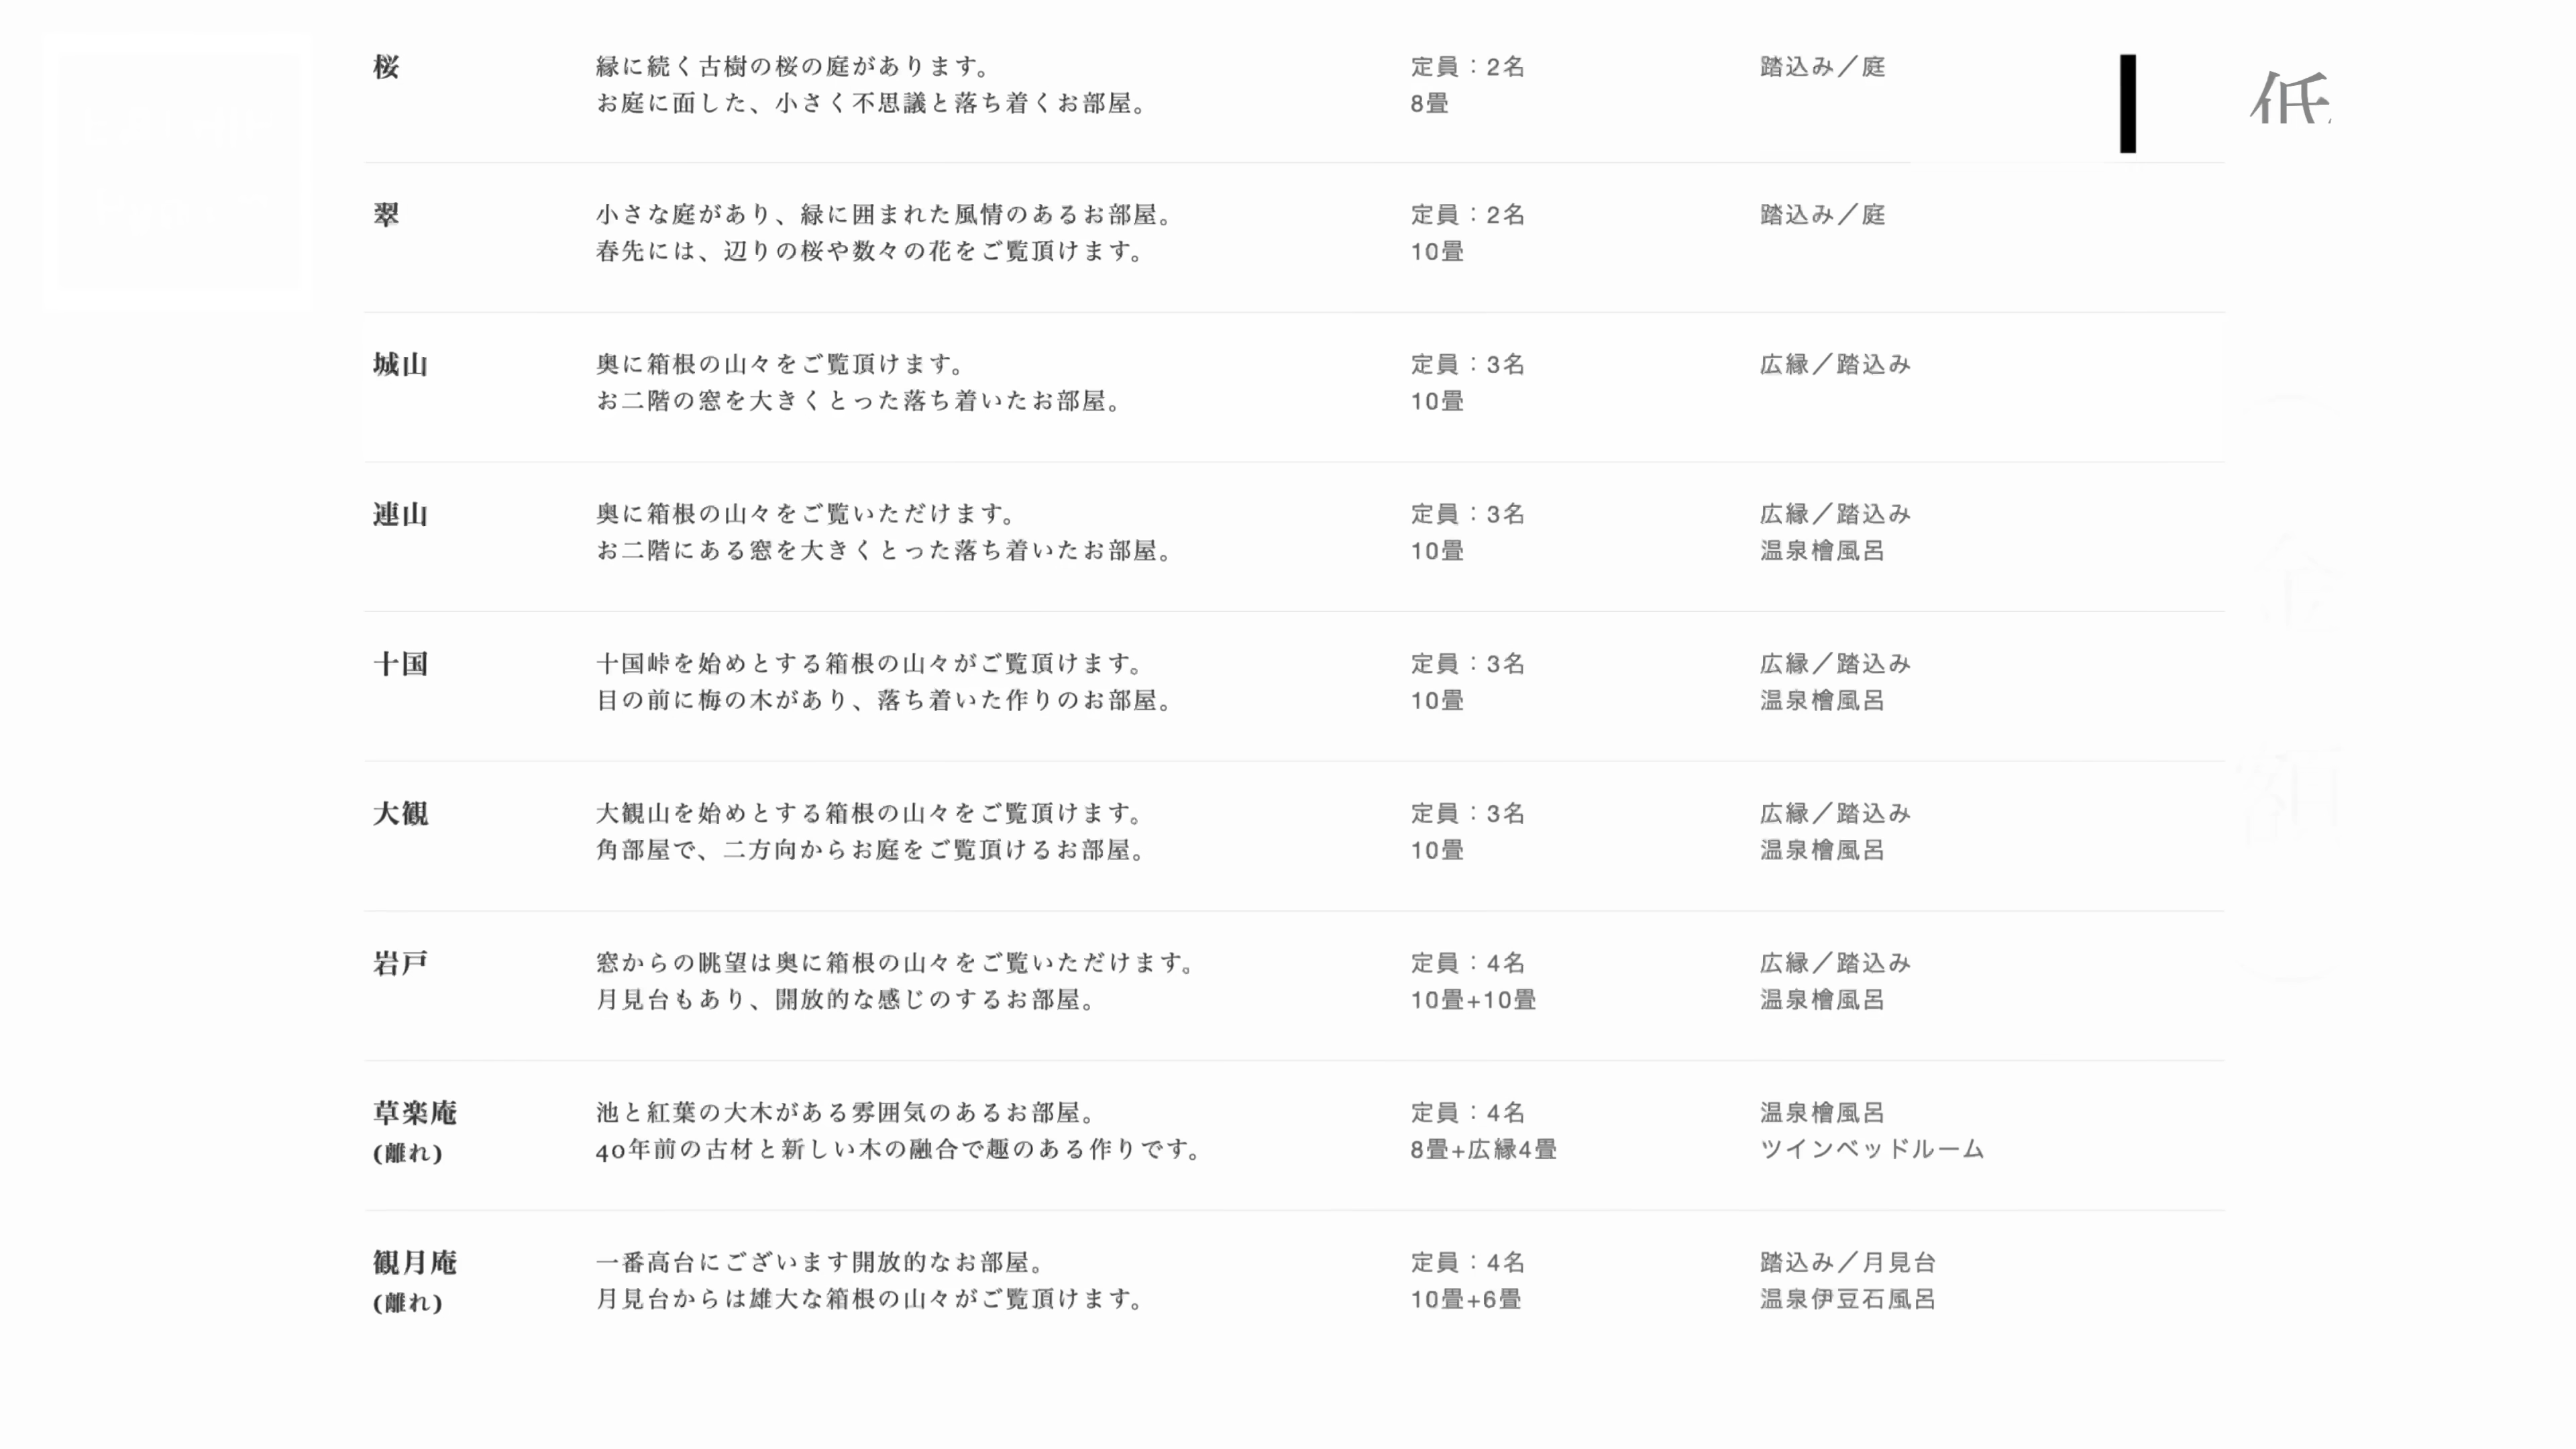 桜
縁に続く古樹の桜の庭があります。
お庭に面した、小さく不思議と落ち着くお部屋。
定員：2名
8畳
踏込み／庭
翠
小さな庭があり、緑に囲まれた風情のあるお部屋。
春先には、辺りの桜や数々の花をご覧頂けます。
定員：2名
10畳
踏込み／庭
城山
奥に箱根の山々をご覧頂けます。
お二階の窓を大きくとった落ち着いたお部屋。
定員：3名
10畳
広縁／踏込み
連山
奥に箱根の山々をご覧いただけます。
お二階にある窓を大きくとった落ち着いたお部屋。
定員：3名
10畳
広縁／踏込み
温泉檜風呂
十国
十国峠を始めとする箱根の山々がご覧頂けます。
目の前に梅の木があり、落ち着いた作りのお部屋。
定員：3名
10畳
広縁／踏込み
温泉檜風呂
大観
大観山を始めとする箱根の山々をご覧頂けます。
角部屋で、二方向からお庭をご覧頂けるお部屋。
定員：3名
10畳
広縁／踏込み
温泉檜風呂
岩戸
窓からの眺望は奥に箱根の山々をご覧いただけます。
月見台もあり、開放的な感じのするお部屋。
定員：4名
10畳+10畳
広縁／踏込み
温泉檜風呂
草楽庵
(離れ)
池と紅葉の大木がある雰囲気のあるお部屋。
40年前の古材と新しい木の融合で趣のある作りです。
定員：4名
8畳+広縁4畳
温泉檜風呂
ツインベッドルーム
観月庵
(離れ)
一番高台にございます開放的なお部屋。
月見台からは雄大な箱根の山々がご覧頂けます。
定員：4名
10畳+6畳
踏込み／月見台
温泉伊豆石風呂